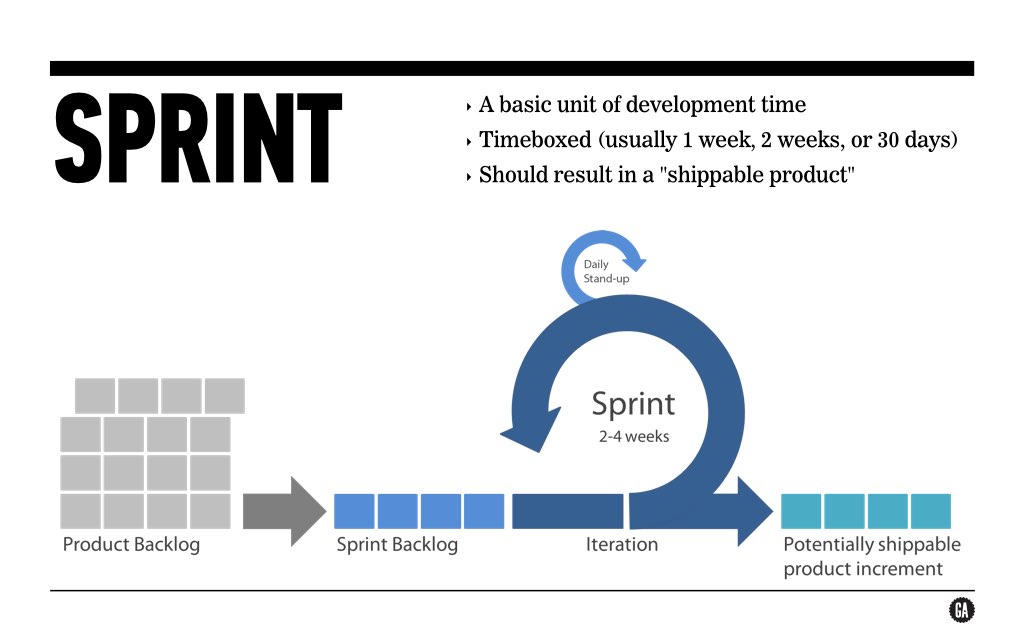 SPRINT
A basic unit of development time
Timeboxed (usually 1 week, 2 weeks, or 30 days)
Should result in a "shippable product"
Daily
Stand-up
Sprint
2-4 weeks
Product Backlog
Sprint Backlog
Iteration
Potentially shippable
product increment
GA